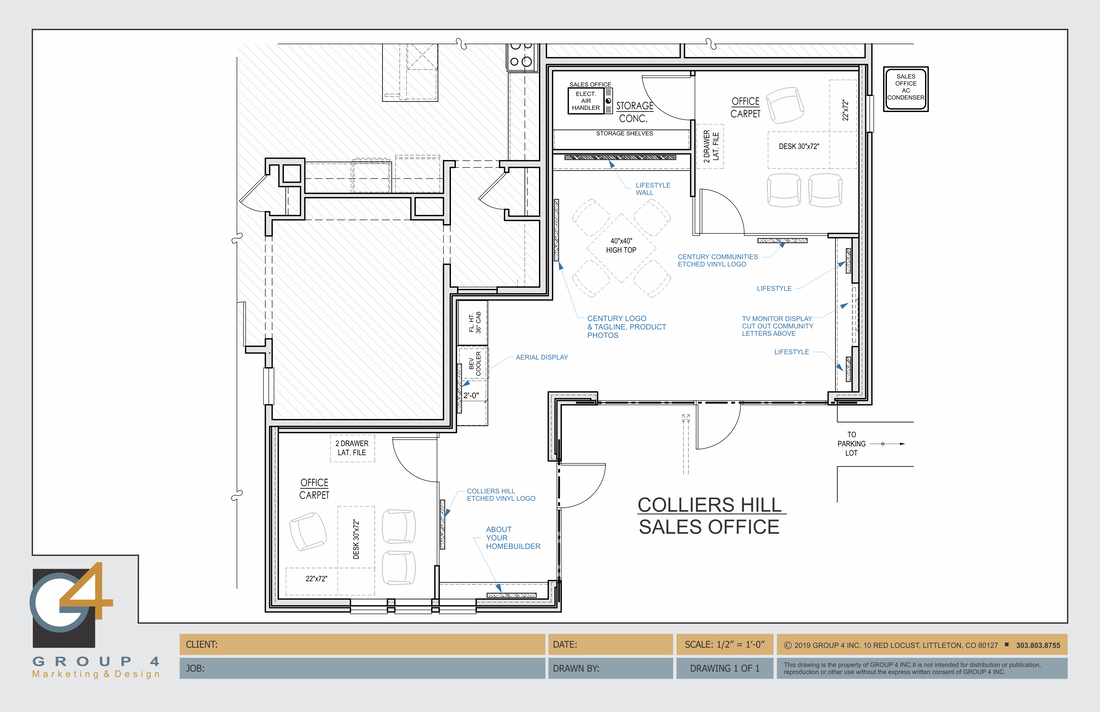 SALES
OFFICE
AC
CONDENSER
SALES OFFICE
ELECT.
AIR
HANDLER
STORAGE
CONC.
STORAGE SHELVES
OFFICE
CARPET
22"x72"
2 DRAWER
LAT. FILE
DESK 30"x72"
LIFESTYLE
WALL
40"x40"
HIGH TOP
CENTURY COMMUNITIES
ETCHED VINYL LOGO
LIFESTYLE
CENTURY LOGO
& TAGLINE, PRODUCT
PHOTOS
TV MONITOR DISPLAY
CUT OUT COMMUNITY
LETTERS ABOVE
LIFESTYLE
FL. HT.
36" CAB
BEV
COOLER
AERIAL DISPLAY
2'-0"
TO
PARKING
LOT
2 DRAWER
LAT. FILE
OFFICE
CARPET
DESK 30"x72"
22"x72"
COLLIERS HILL
ETCHED VINYL LOGO
ABOUT
YOUR
HOMEBUILDER
COLLIERS HILL
SALES OFFICE
G4
GROUP 4
Marketing & Design
CLIENT:
DATE:
SCALE: 1/2" = 1'-0"
© 2019 GROUP 4 INC. 10 RED LOCUST, LITTLETON, CO 80127 ■ 303.803.8755
JOB:
DRAWN BY:
DRAWING 1 OF 1
This drawing is the property of GROUP 4 INC.It is not intended for distribution or publication,
reproduction or other use without the express written consent of GROUP 4 INC.